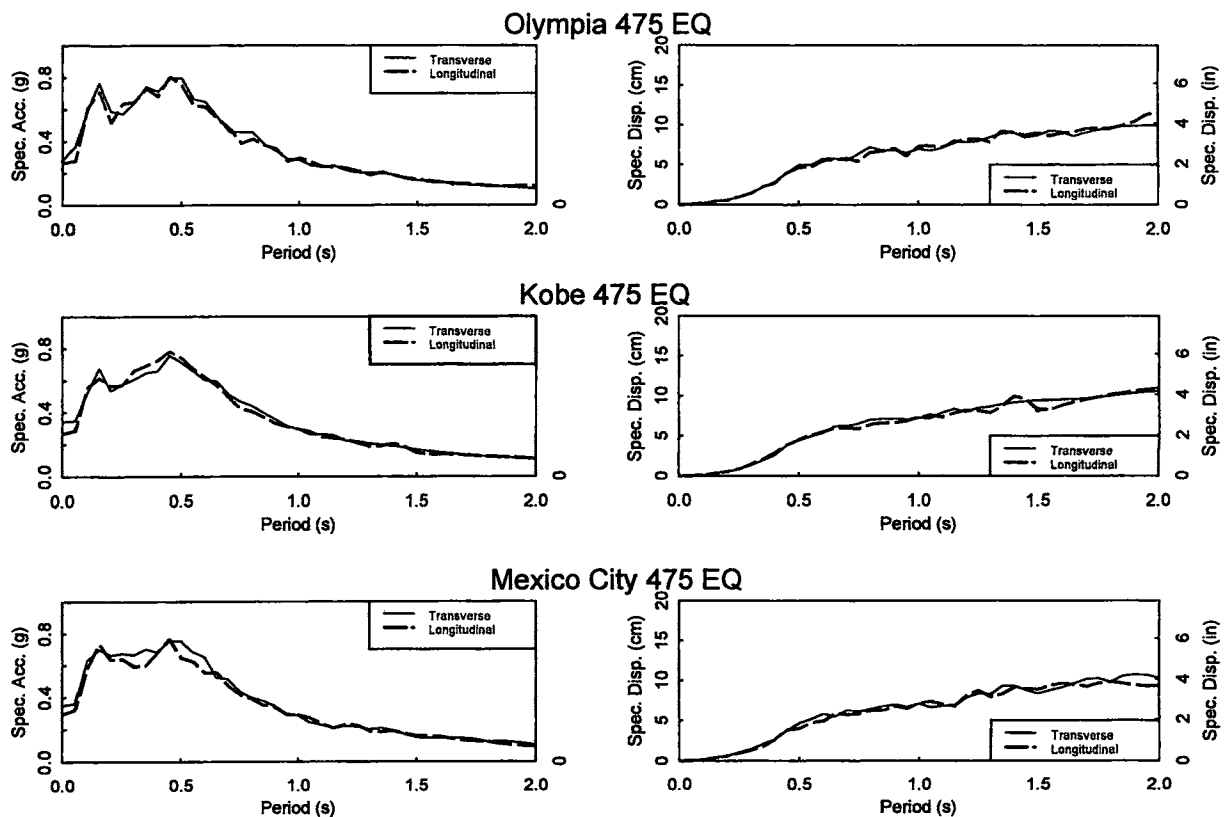 Olympia 475 EQ
Spec. Acc. (g)
0.0 0.4 0.8
Transverse
Longitudinal
0
0.0 0.5 1.0 1.5 2.0
Period (s)
Spec. Disp. (cm)
0 5 10 15 20
Transverse
Longitudinal
0 2 4 6
Spec. Disp. (in)
0.0 0.5 1.0 1.5 2.0
Period (s)
Kobe 475 EQ
Spec. Acc. (g)
0.0 0.4 0.8
Transverse
Longitudinal
0
0.0 0.5 1.0 1.5 2.0
Period (s)
Spec. Disp. (cm)
0 5 10 15 20
Transverse
Longitudinal
0 2 4 6
Spec. Disp. (in)
0.0 0.5 1.0 1.5 2.0
Period (s)
Mexico City 475 EQ
Spec. Acc. (g)
0.0 0.4 0.8
Transverse
Longitudinal
0
0.0 0.5 1.0 1.5 2.0
Period (s)
Spec. Disp. (cm)
0 5 10 15 20
Transverse
Longitudinal
0 2 4 6
Spec. Disp. (in)
0.0 0.5 1.0 1.5 2.0
Period (s)